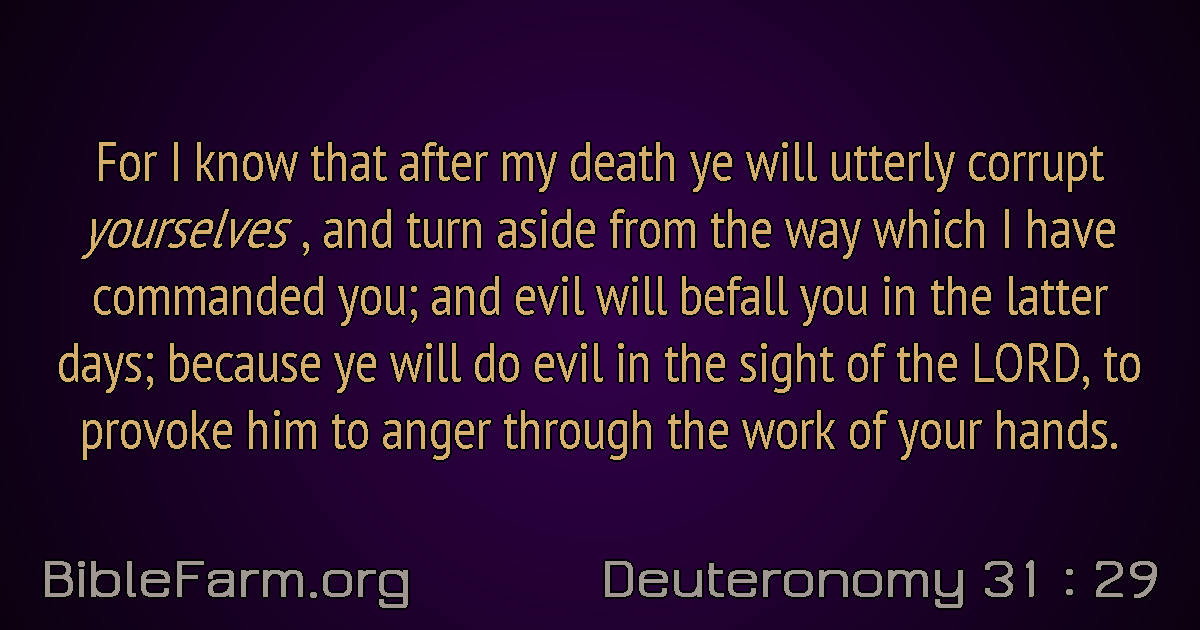 For I know that after my death ye will utterly corrupt
yourselves , and turn aside from the way which I have
commanded you; and evil will befall you in the latter
days; because ye will do evil in the sight of the LORD, to
provoke him to anger through the work of your hands.
BibleFarm.org
Deuteronomy 31 : 29